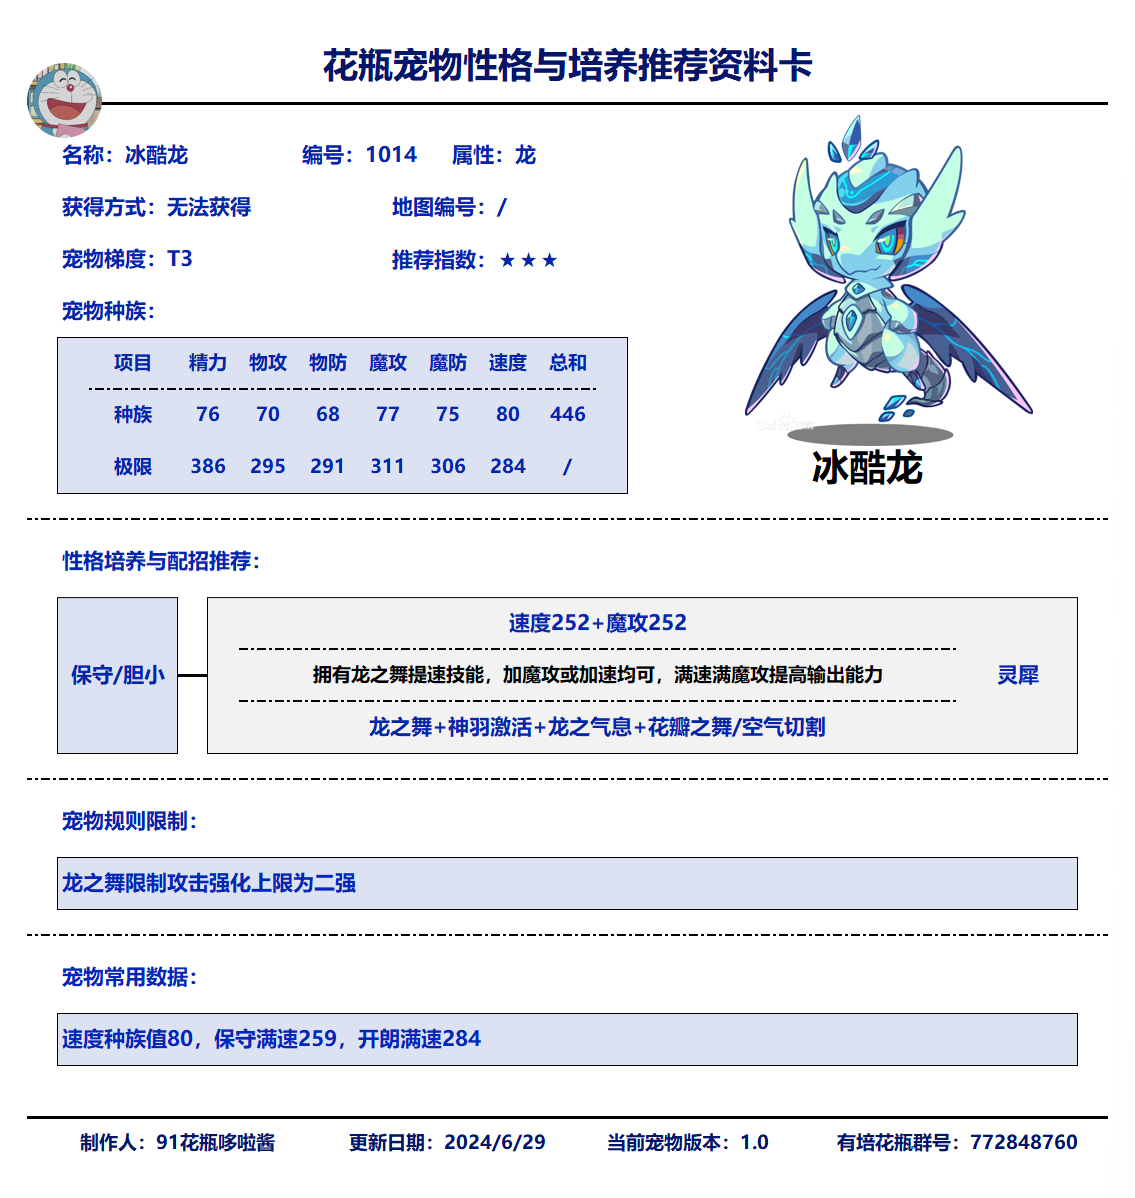 花瓶宠物性格与培养推荐资料卡
名称：冰酷龙 编号：1014 属性：龙
获得方式：无法获得 地图编号：/
宠物梯度：T3 推荐指数：★★★
宠物种族：
项目 精力 物攻 物防 魔攻 魔防 速度 总和
种族 76 70 68 77 75 80 446
极限 386 295 291 311 306 284 /
冰酷龙
性格培养与配招推荐：
保守/胆小
速度252+魔攻252
拥有龙之舞提速技能，加魔攻或加速均可，满速满魔攻提高输出能力
龙之舞+神羽激活+龙之气息+花瓣之舞/空气切割
灵犀
宠物规则限制：
龙之舞限制攻击强化上限为二强
宠物常用数据：
速度种族值80，保守满速259，开朗满速284
制作人：91花瓶哆啦酱 更新日期：2024/6/29 当前宠物版本：1.0 有培花瓶群号：772848760